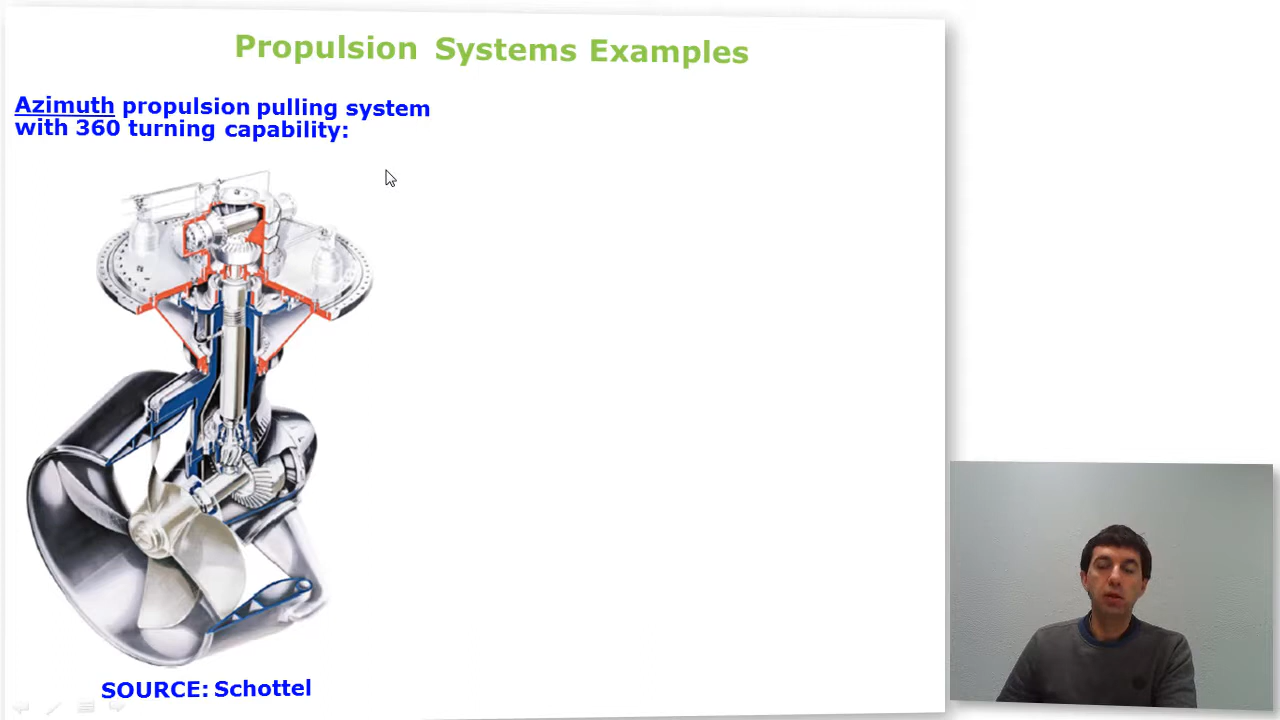 Propulsion Systems Examples
Azimuth propulsion pulling system
with 360 turning capability:
SOURCE: Schottel